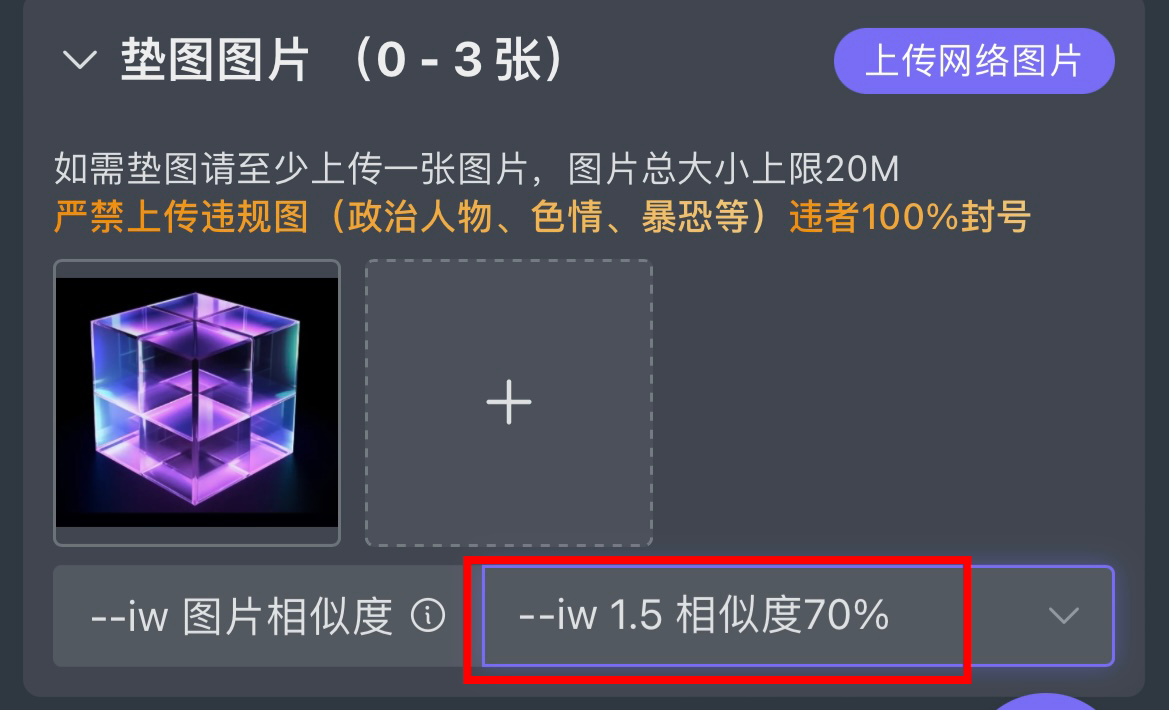 垫图图片 （0 - 3 张）
上传网络图片
如需垫图请至少上传一张图片，图片总大小上限20M
严禁上传违规图（政治人物、色情、暴恐等）违者100%封号
--iw 图片相似度
--iw 1.5 相似度70%